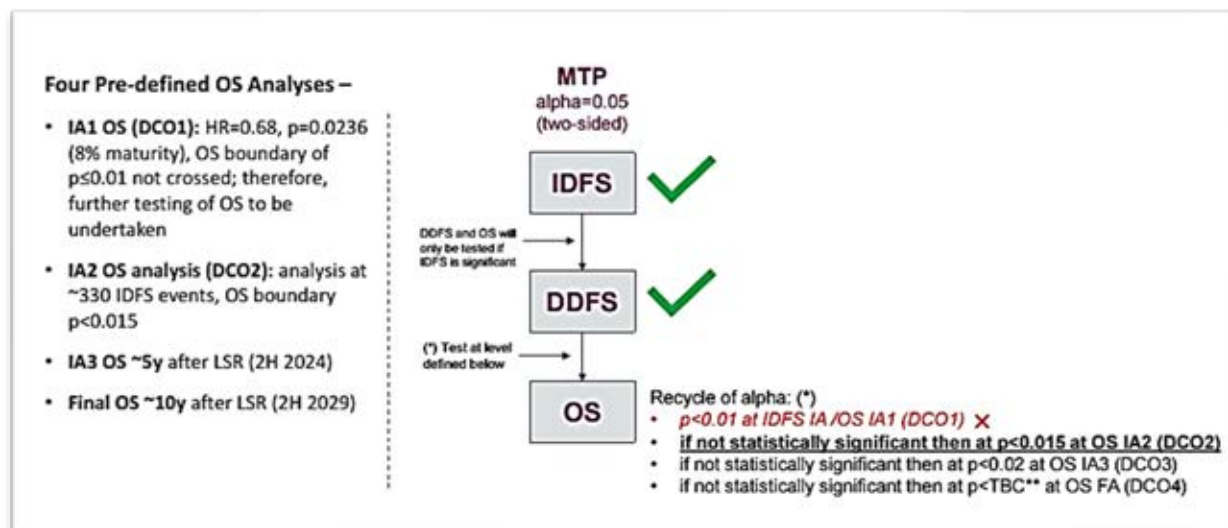 Four Pre-defined OS Analyses –
• IA1 OS (DCO1): HR=0.68, p=0.0236
(8% maturity), OS boundary of
p≤0.01 not crossed; therefore,
further testing of OS to be
undertaken
• IA2 OS analysis (DCO2): analysis at
~330 IDFS events, OS boundary
p<0.015
• IA3 OS ~5y after LSR (2H 2024)
• Final OS ~10y after LSR (2H 2029)
MTP
alpha=0.05
(two-sided)
IDFS
DDFS and OS will
only be tested if
IDFS is significant
DDFS
(*) Test at level
defined below
OS
Recycle of alpha: (*)
• p<0.01 at IDFS IA/OS IA1 (DCO1) X
• if not statistically significant then at p<0.015 at OS IA2 (DCO2)
• if not statistically significant then at p<0.02 at OS IA3 (DCO3)
• if not statistically significant then at p<TBC** at OS FA (DCO4)